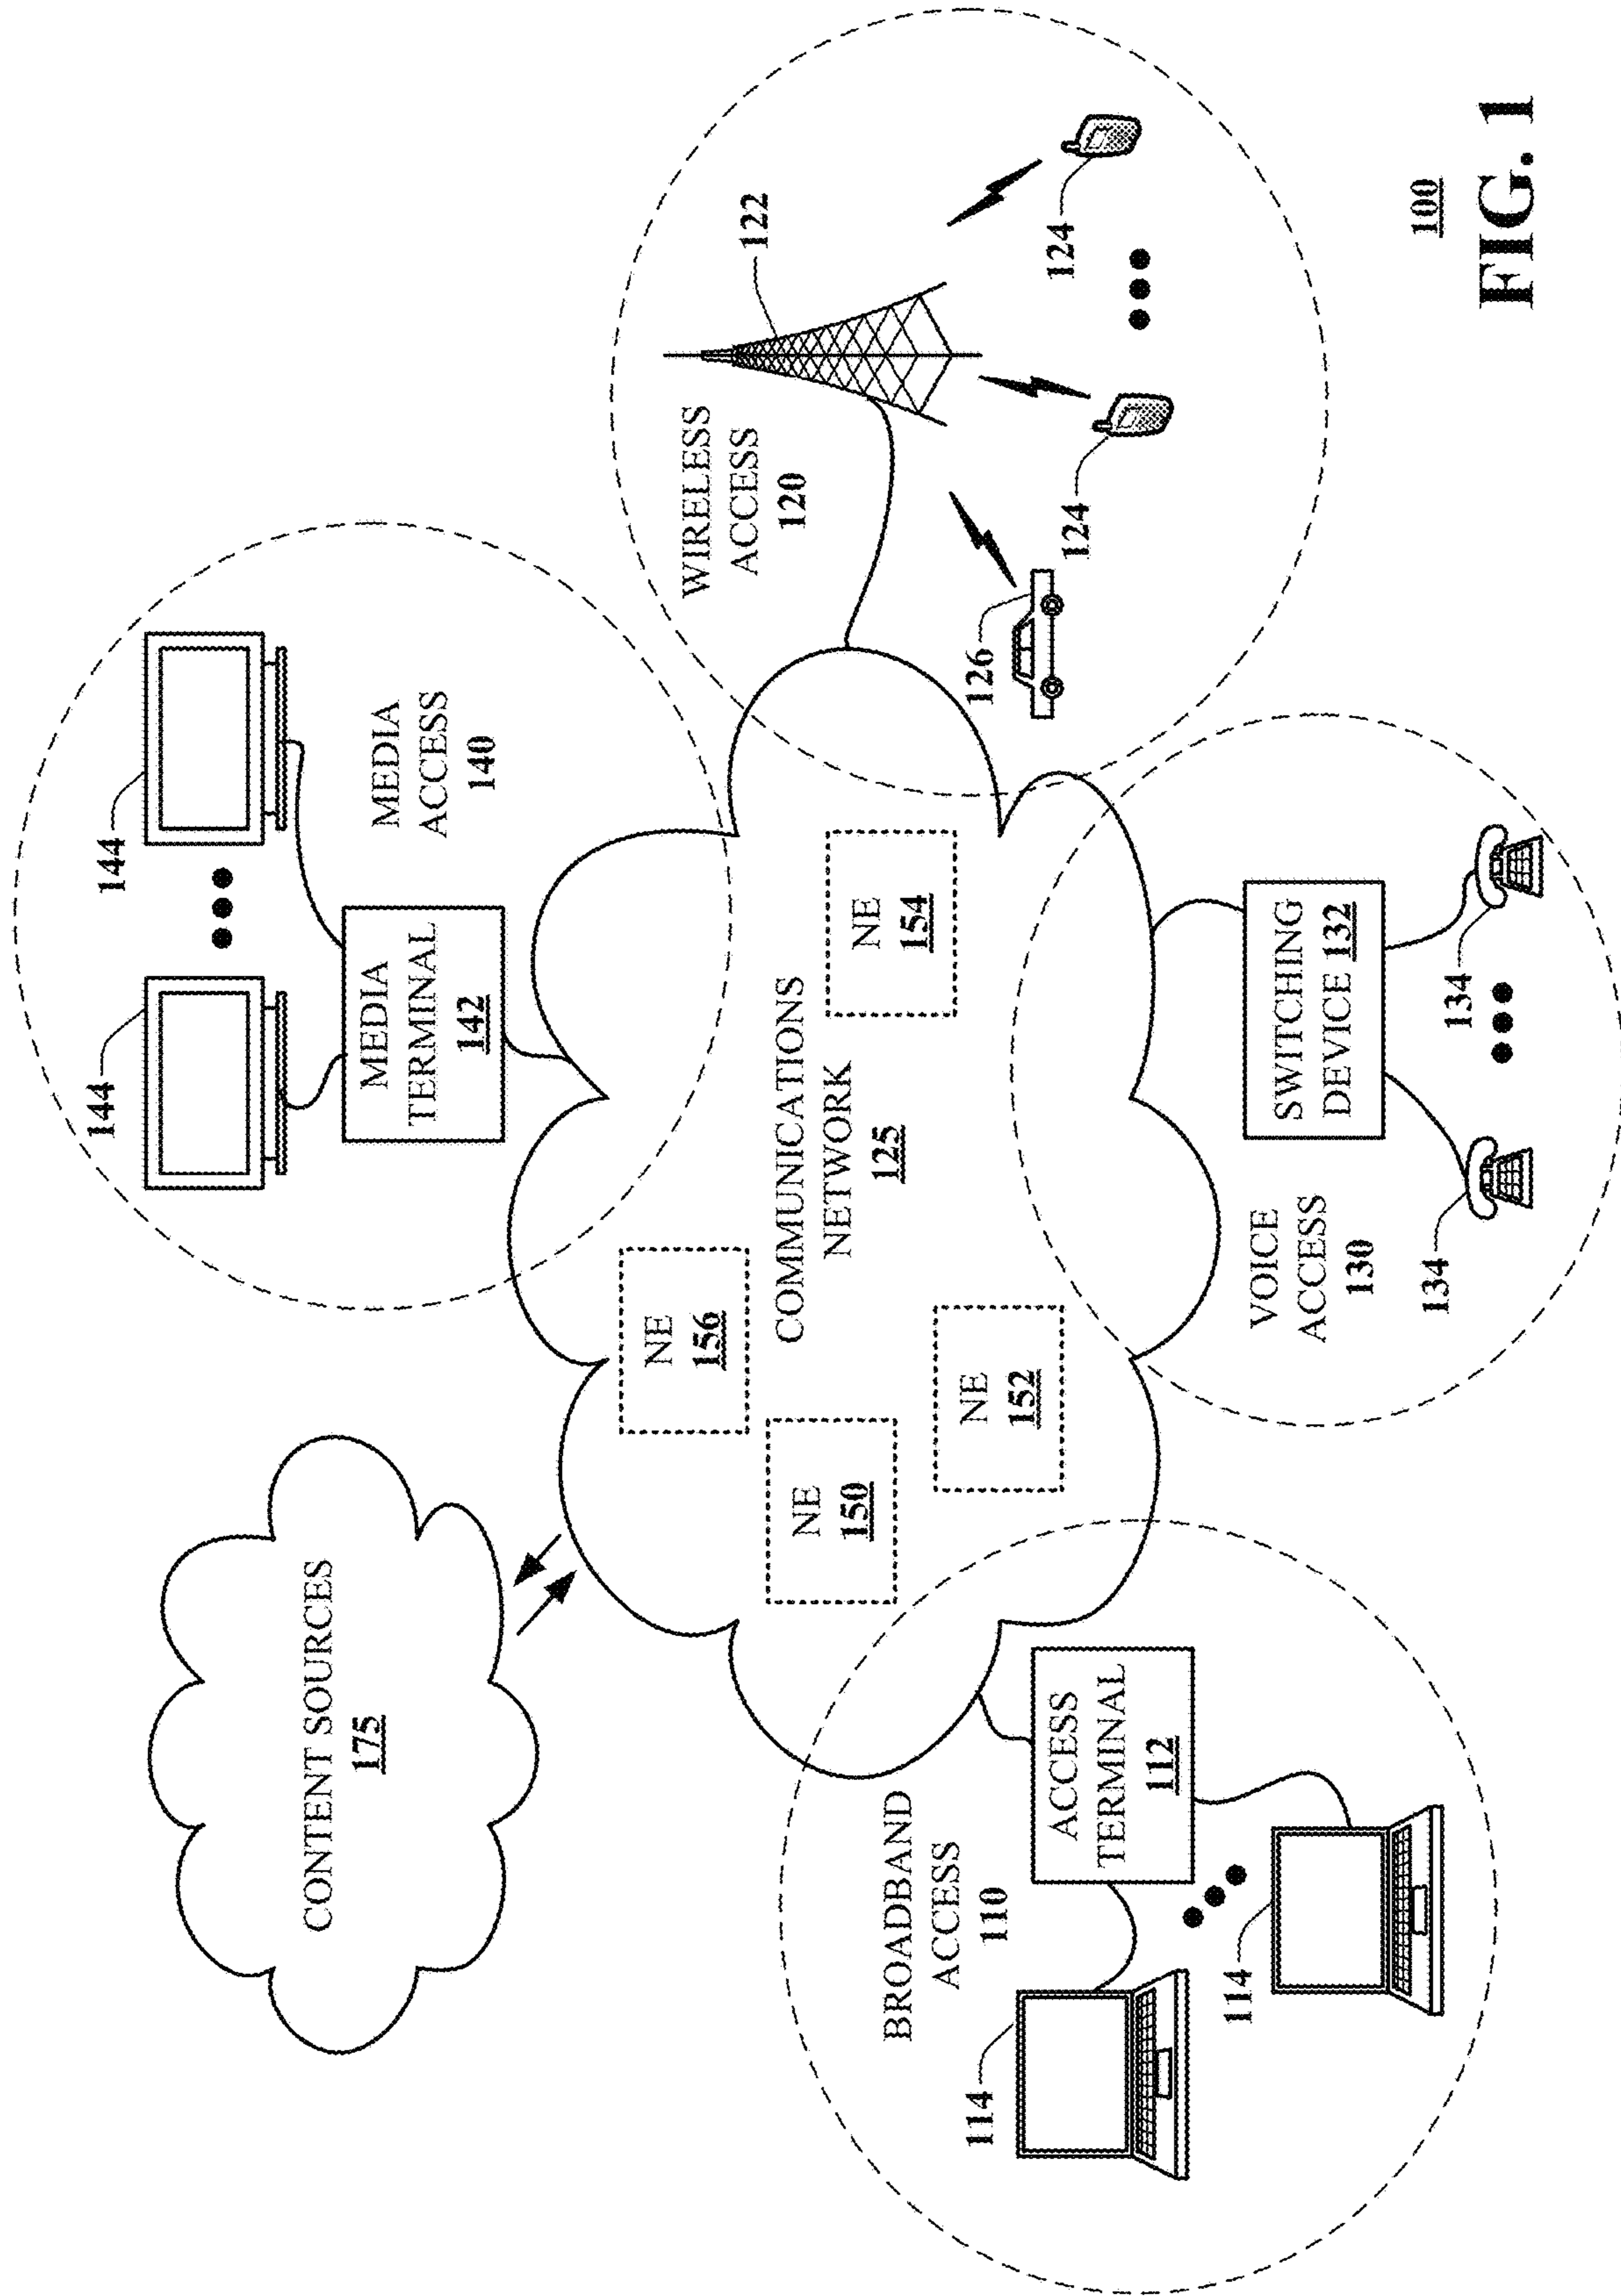 CONTENT SOURCES
175
144
144
MEDIA
TERMINAL
142
MEDIA
ACCESS
140
WIRELESS
ACCESS
120
122
124
124
126
NE
156
NE
150
NE
152
NE
154
COMMUNICATIONS
NETWORK
125
BROADBAND
ACCESS
110
ACCESS
TERMINAL
112
114
114
VOICE
ACCESS
130
SWITCHING
DEVICE 132
134
134
100
FIG. 1